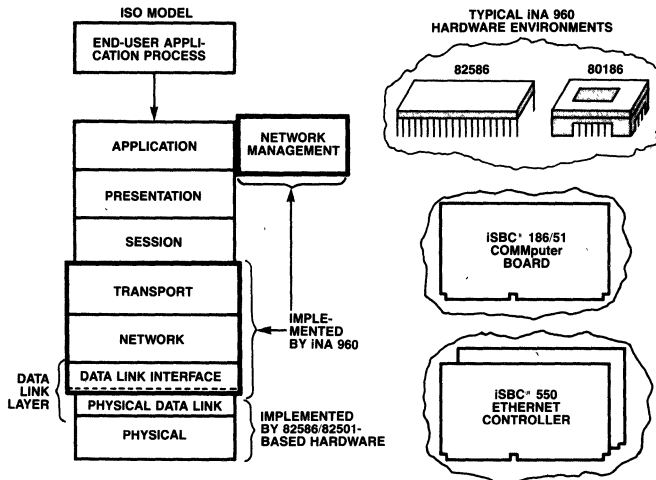 ISO MODEL
END-USER APPLI-
CATION PROCESS
APPLICATION
NETWORK
MANAGEMENT
PRESENTATION
SESSION
TRANSPORT
NETWORK
IMPLE-
MENTED
BY iNA 960
DATA
LINK
LAYER
DATA LINK INTERFACE
PHYSICAL DATA LINK
PHYSICAL
IMPLEMENTED
BY 82586/82501-
BASED HARDWARE
TYPICAL iNA 960
HARDWARE ENVIRONMENTS
82586
80186
iSBC® 186/51
COMMputer
BOARD
iSBC® 550
ETHERNET
CONTROLLER